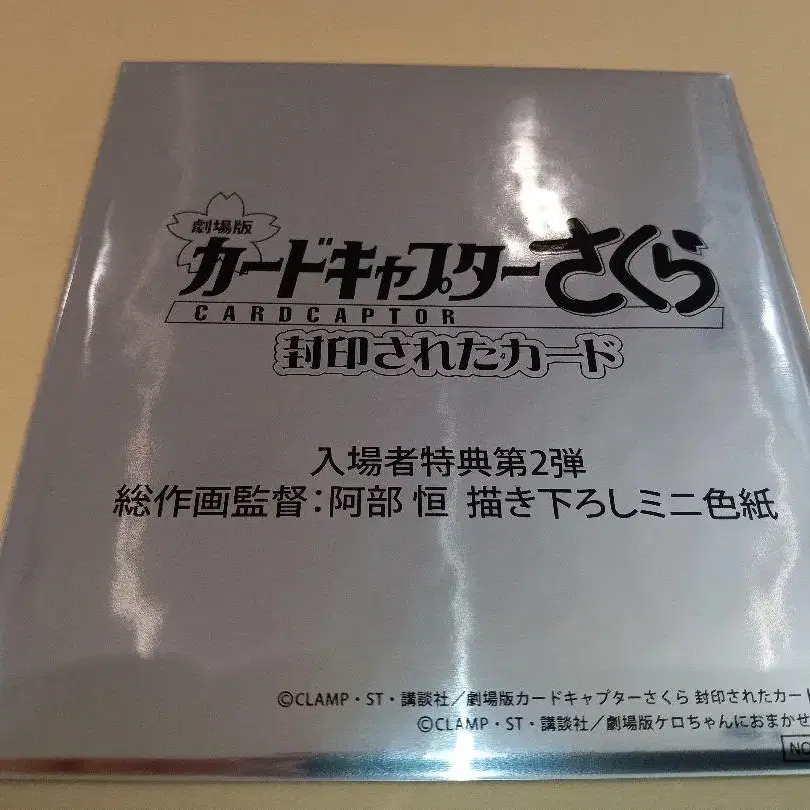 劇場版
カードキャプターさくら
CARDCAPTOR
封印されたカード
入場者特典第2弾
総作画監督：阿部 恒 描き下ろしミニ色紙
©CLAMP・ST・講談社／劇場版カードキャプターさくら 封印されたカード
©CLAMP・ST・講談社／劇場版ケロちゃんにおまかせ
NO